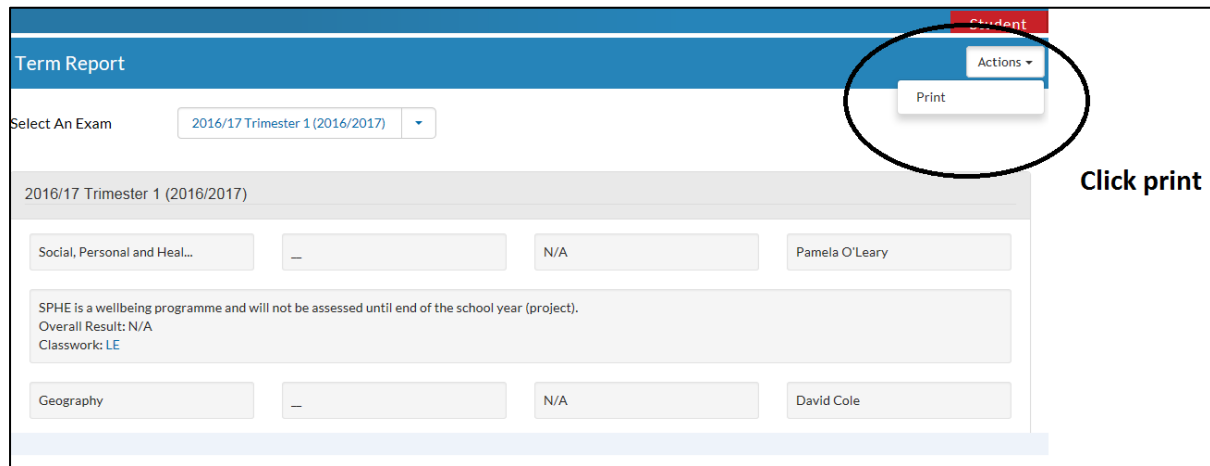 Student
Term Report
Actions
Print
Select An Exam
2016/17 Trimester 1 (2016/2017)
Click print
2016/17 Trimester 1 (2016/2017)
Social, Personal and Heal...
__
N/A
Pamela O'Leary
SPHE is a wellbeing programme and will not be assessed until end of the school year (project).
Overall Result: N/A
Classwork: LE
Geography
__
N/A
David Cole